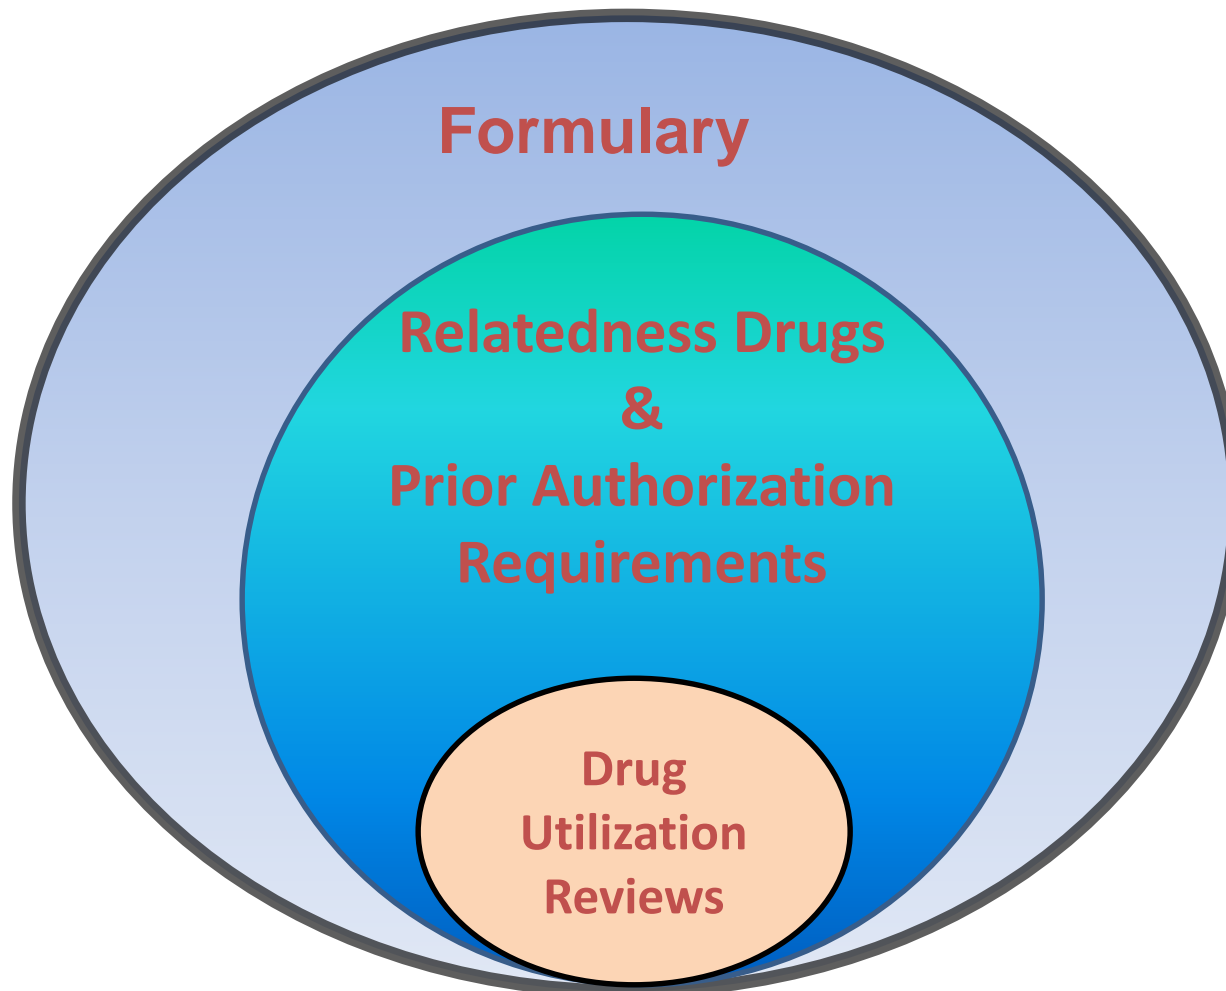 Formulary
Relatedness Drugs
&
Prior Authorization
Requirements
Drug
Utilization
Reviews